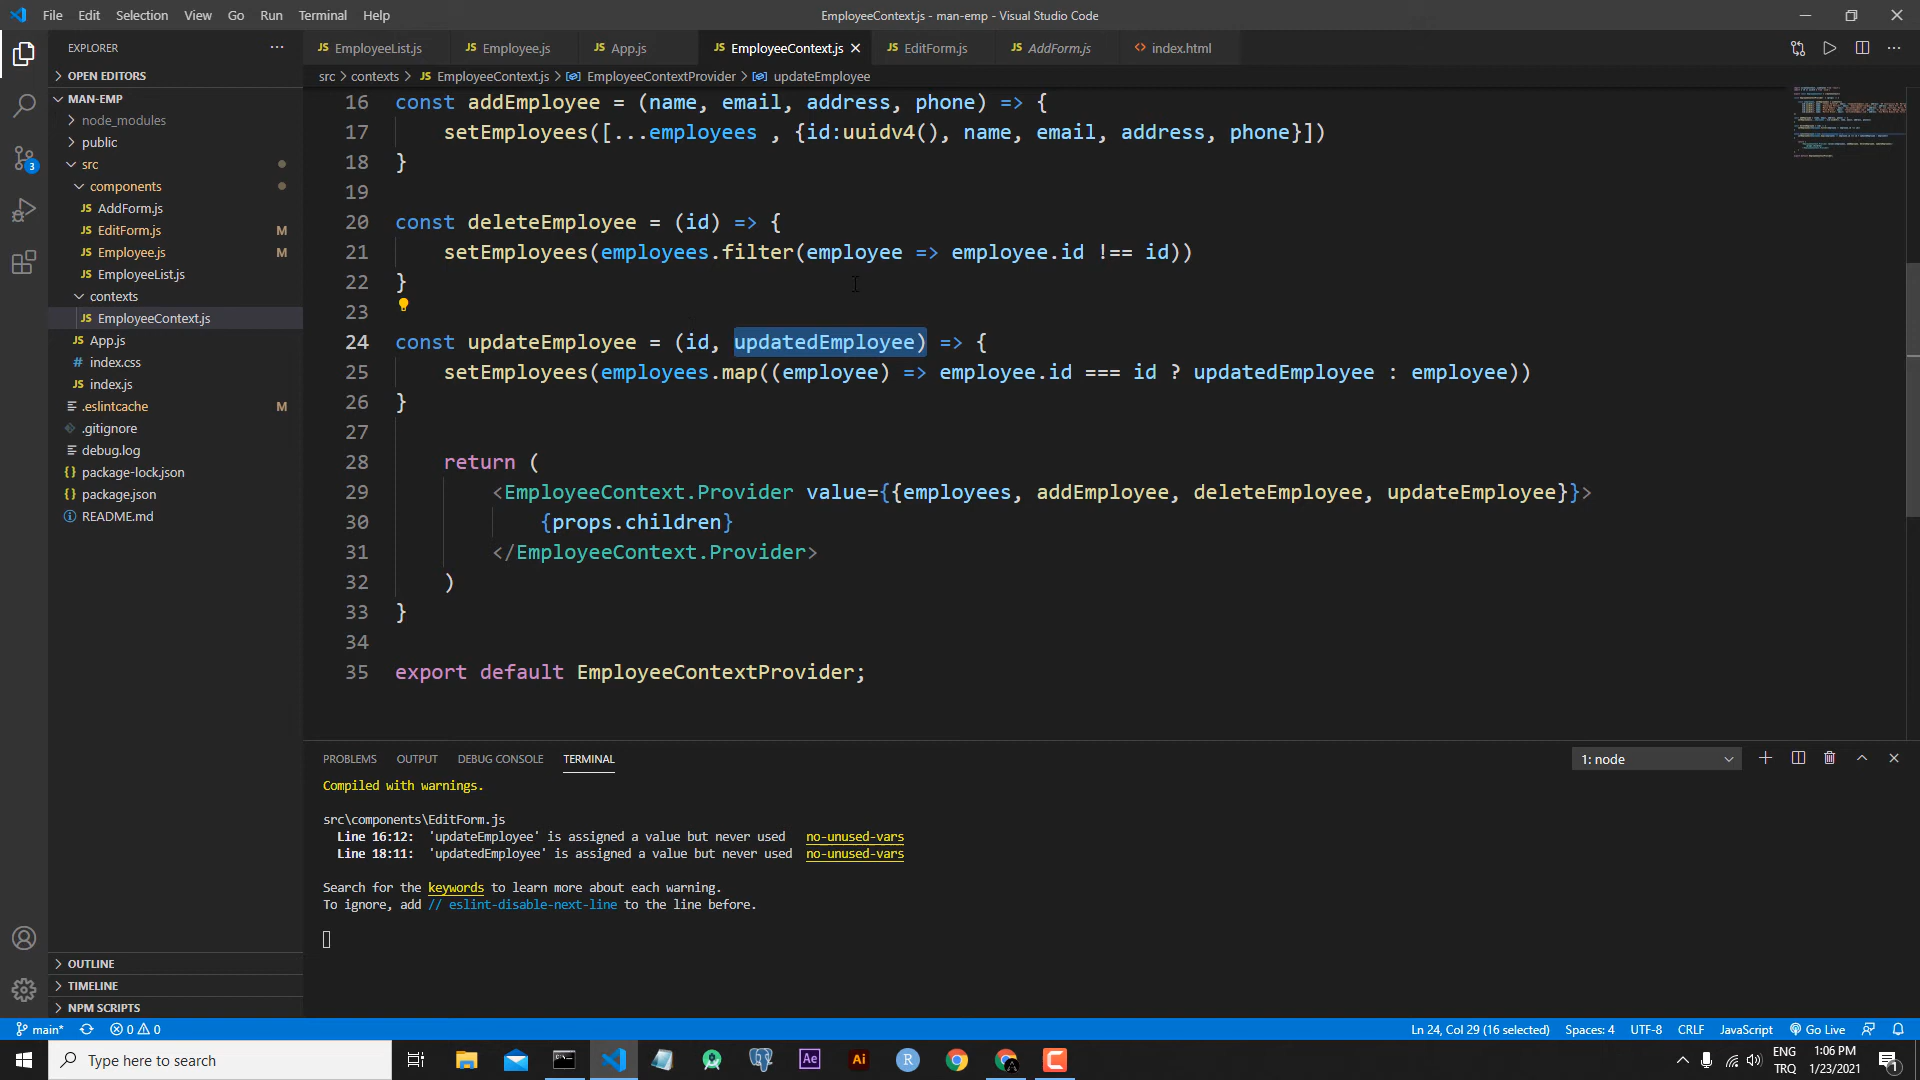 File Edit Selection View Go Run Terminal Help
EmployeeContext.js - man-emp - Visual Studio Code
EXPLORER
EmployeeList.js Employee.js App.js EmployeeContext.js EditForm.js AddForm.js index.html
src > contexts > JS EmployeeContext.js > EmployeeContextProvider > updateEmployee
OPEN EDITORS
MAN-EMP
node_modules
public
src
components
JS AddForm.js
JS EditForm.js M
JS Employee.js M
JS EmployeeList.js
contexts
JS EmployeeContext.js
JS App.js
# index.css
JS index.js
.eslintcache M
.gitignore
debug.log
{} package-lock.json
{} package.json
README.md
OUTLINE
TIMELINE
NPM SCRIPTS
3
16 const addEmployee = (name, email, address, phone) => {
17 setEmployees([...employees , {id:uuidv4(), name, email, address, phone}])
18 }
19
20 const deleteEmployee = (id) => {
21 setEmployees(employees.filter(employee => employee.id !== id))
22 }
23
24 const updateEmployee = (id, updatedEmployee) => {
25 setEmployees(employees.map((employee) => employee.id === id ? updatedEmployee : employee))
26 }
27
28 return (
29 <EmployeeContext.Provider value={{employees, addEmployee, deleteEmployee, updateEmployee}}>
30 {props.children}
31 </EmployeeContext.Provider>
32 )
33 }
34
35 export default EmployeeContextProvider;
PROBLEMS OUTPUT DEBUG CONSOLE TERMINAL
1: node
Compiled with warnings.
src\components\EditForm.js
Line 16:12: 'updateEmployee' is assigned a value but never used no-unused-vars
Line 18:11: 'updatedEmployee' is assigned a value but never used no-unused-vars
Search for the keywords to learn more about each warning.
To ignore, add // eslint-disable-next-line to the line before.
main* 0 0
Ln 24, Col 29 (16 selected) Spaces: 4 UTF-8 CRLF JavaScript Go Live
Type here to search
Ae Ai R
ENG
TRQ
1:06 PM
1/23/2021
1